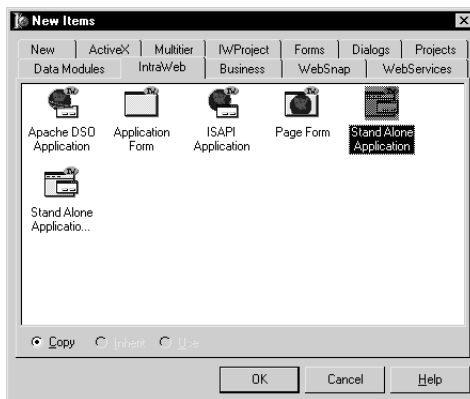 New Items
New ActiveX Multitier IWProject Forms Dialogs Projects
Data Modules IntraWeb Business WebSnap WebServices
Apache DSO Application Form ISAPI Page Form Stand Alone
Application Form Application Application
Stand Alone
Applicatio...
Copy Inherit Use
OK Cancel Help